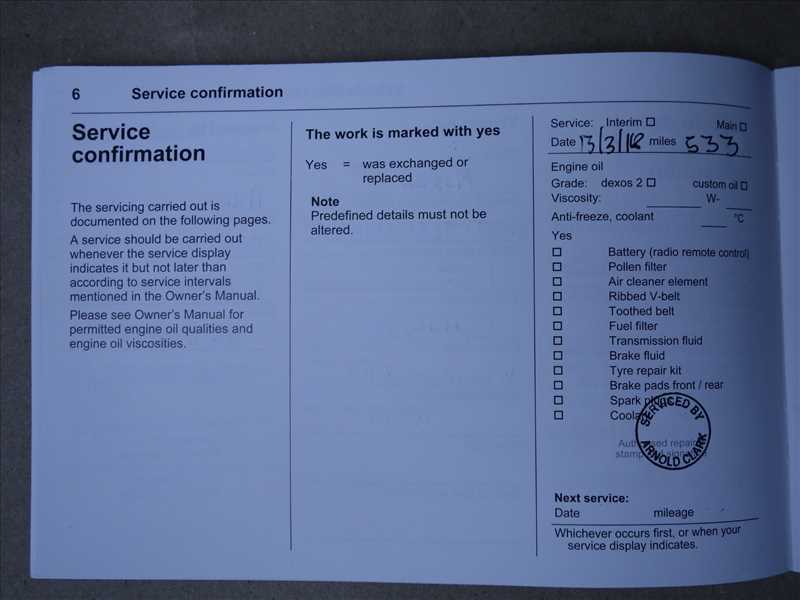 6 Service confirmation
Service
confirmation
The servicing carried out is
documented on the following pages.
A service should be carried out
whenever the service display
indicates it but not later than
according to service intervals
mentioned in the Owner's Manual.
Please see Owner's Manual for
permitted engine oil qualities and
engine oil viscosities.
The work is marked with yes
Yes = was exchanged or
replaced
Note
Predefined details must not be
altered.
Service: Interim Main
Date miles 533
Engine oil
Grade: dexos 2 custom oil
Viscosity: W-
Anti-freeze, coolant °C
Yes
Battery (radio remote control)
Pollen filter
Air cleaner element
Ribbed V-belt
Toothed belt
Fuel filter
Transmission fluid
Brake fluid
Tyre repair kit
Brake pads front / rear
Spark
SERVICED BY
ARNOLD CLARK
Next service:
Date mileage
Whichever occurs first, or when your
service display indicates.